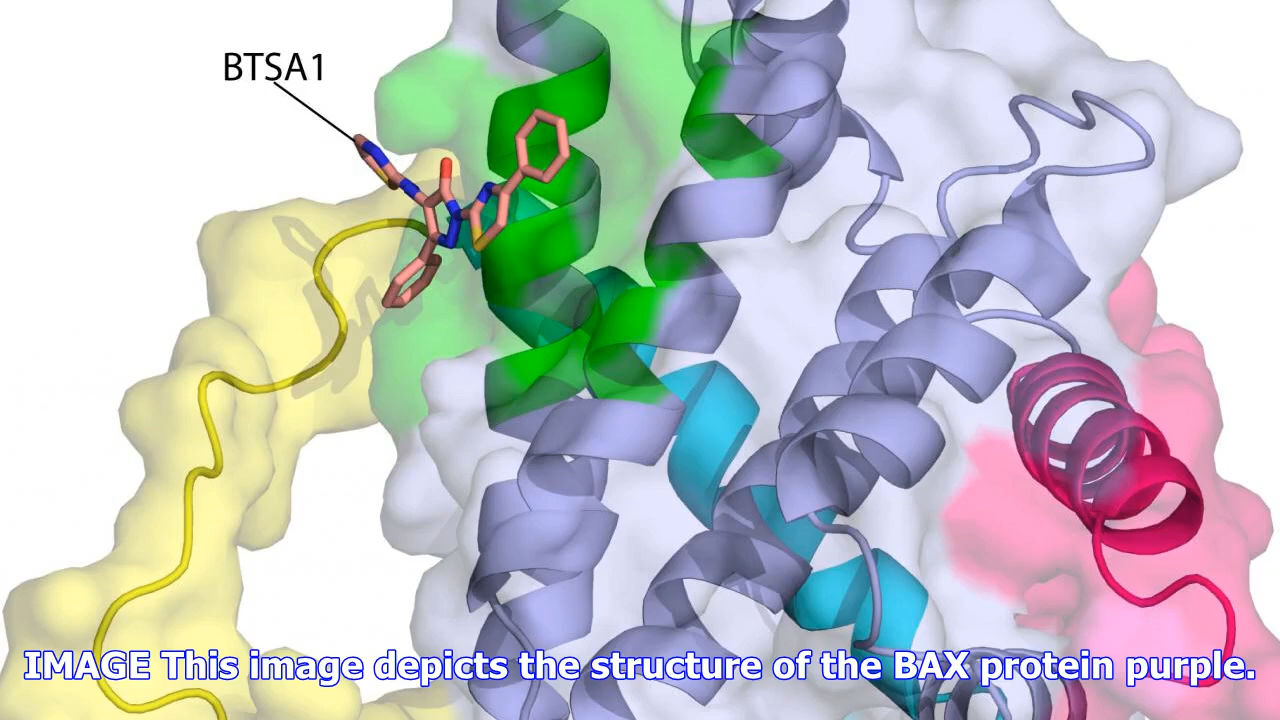 BTSA1
IMAGE This image depicts the structure of the BAX protein purple.